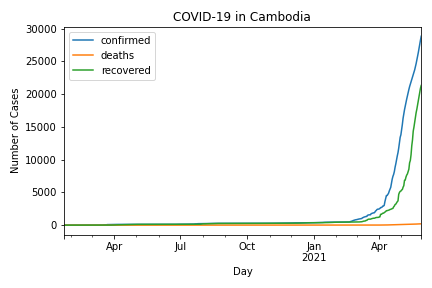 COVID-19 in Cambodia
confirmed
deaths
recovered
Number of Cases
30000
25000
20000
15000
10000
5000
0
Apr
Jul
Oct
Jan
2021
Apr
Day